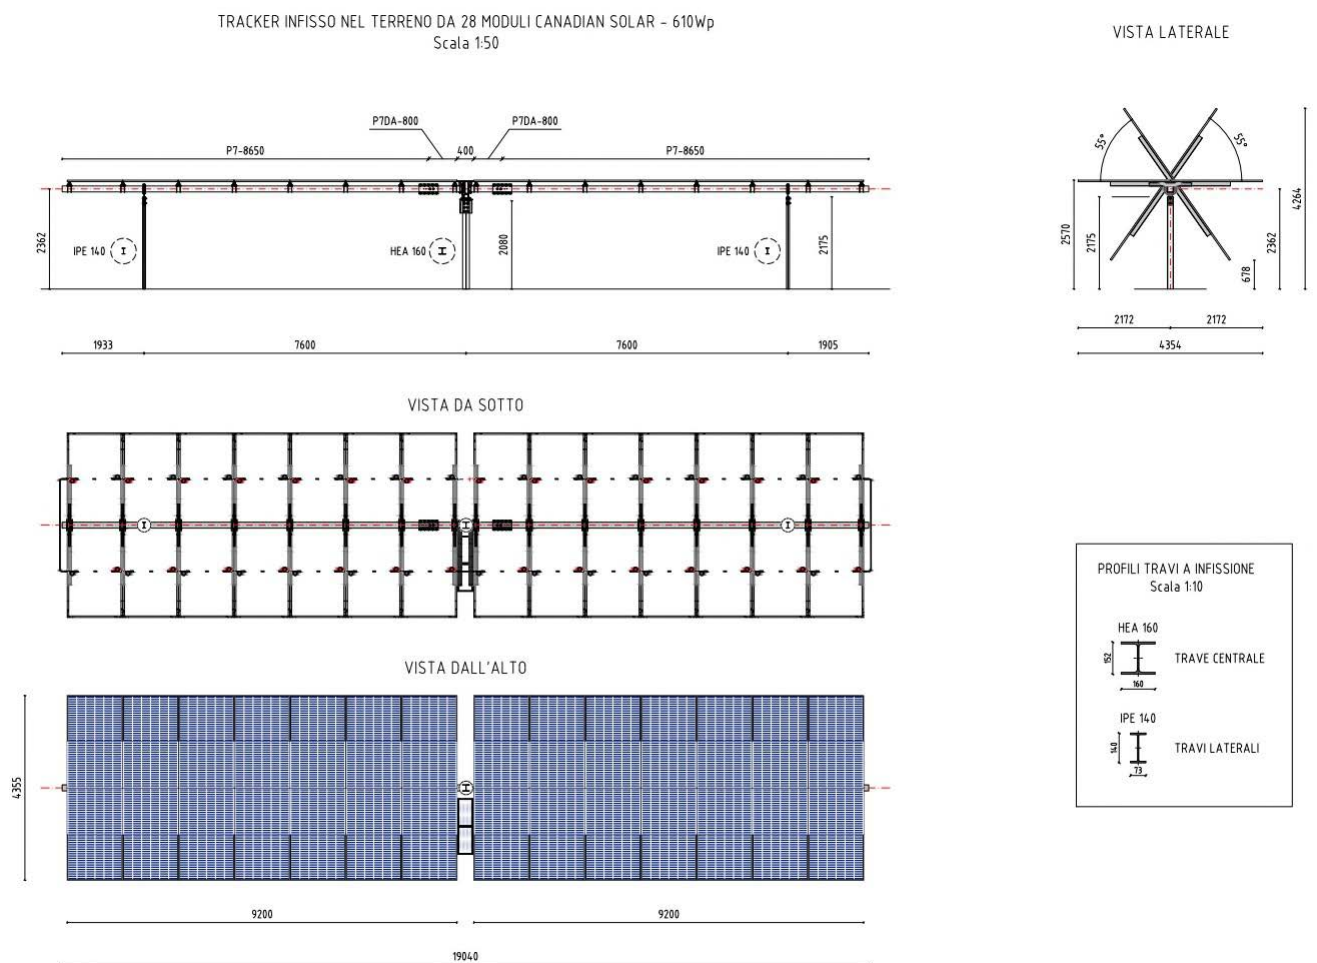 TRACKER INFISSO NEL TERRENO DA 28 MODULI CANADIAN SOLAR - 610Wp
Scala 1:50
VISTA LATERALE
P7DA-800
P7DA-800
P7-8650
400
P7-8650
2362
IPE 140
I
HEA 160
2080
IPE 140
I
2175
1933
7600
7600
1905
55°
55°
2570
2175
678
2362
4264
2172
2172
4354
VISTA DA SOTTO
I
I
VISTA DALL'ALTO
4355
9200
9200
19040
PROFILI TRAVI A INFISSIONE
Scala 1:10
HEA 160
152
160
TRAVE CENTRALE
IPE 140
140
73
TRAVI LATERALI